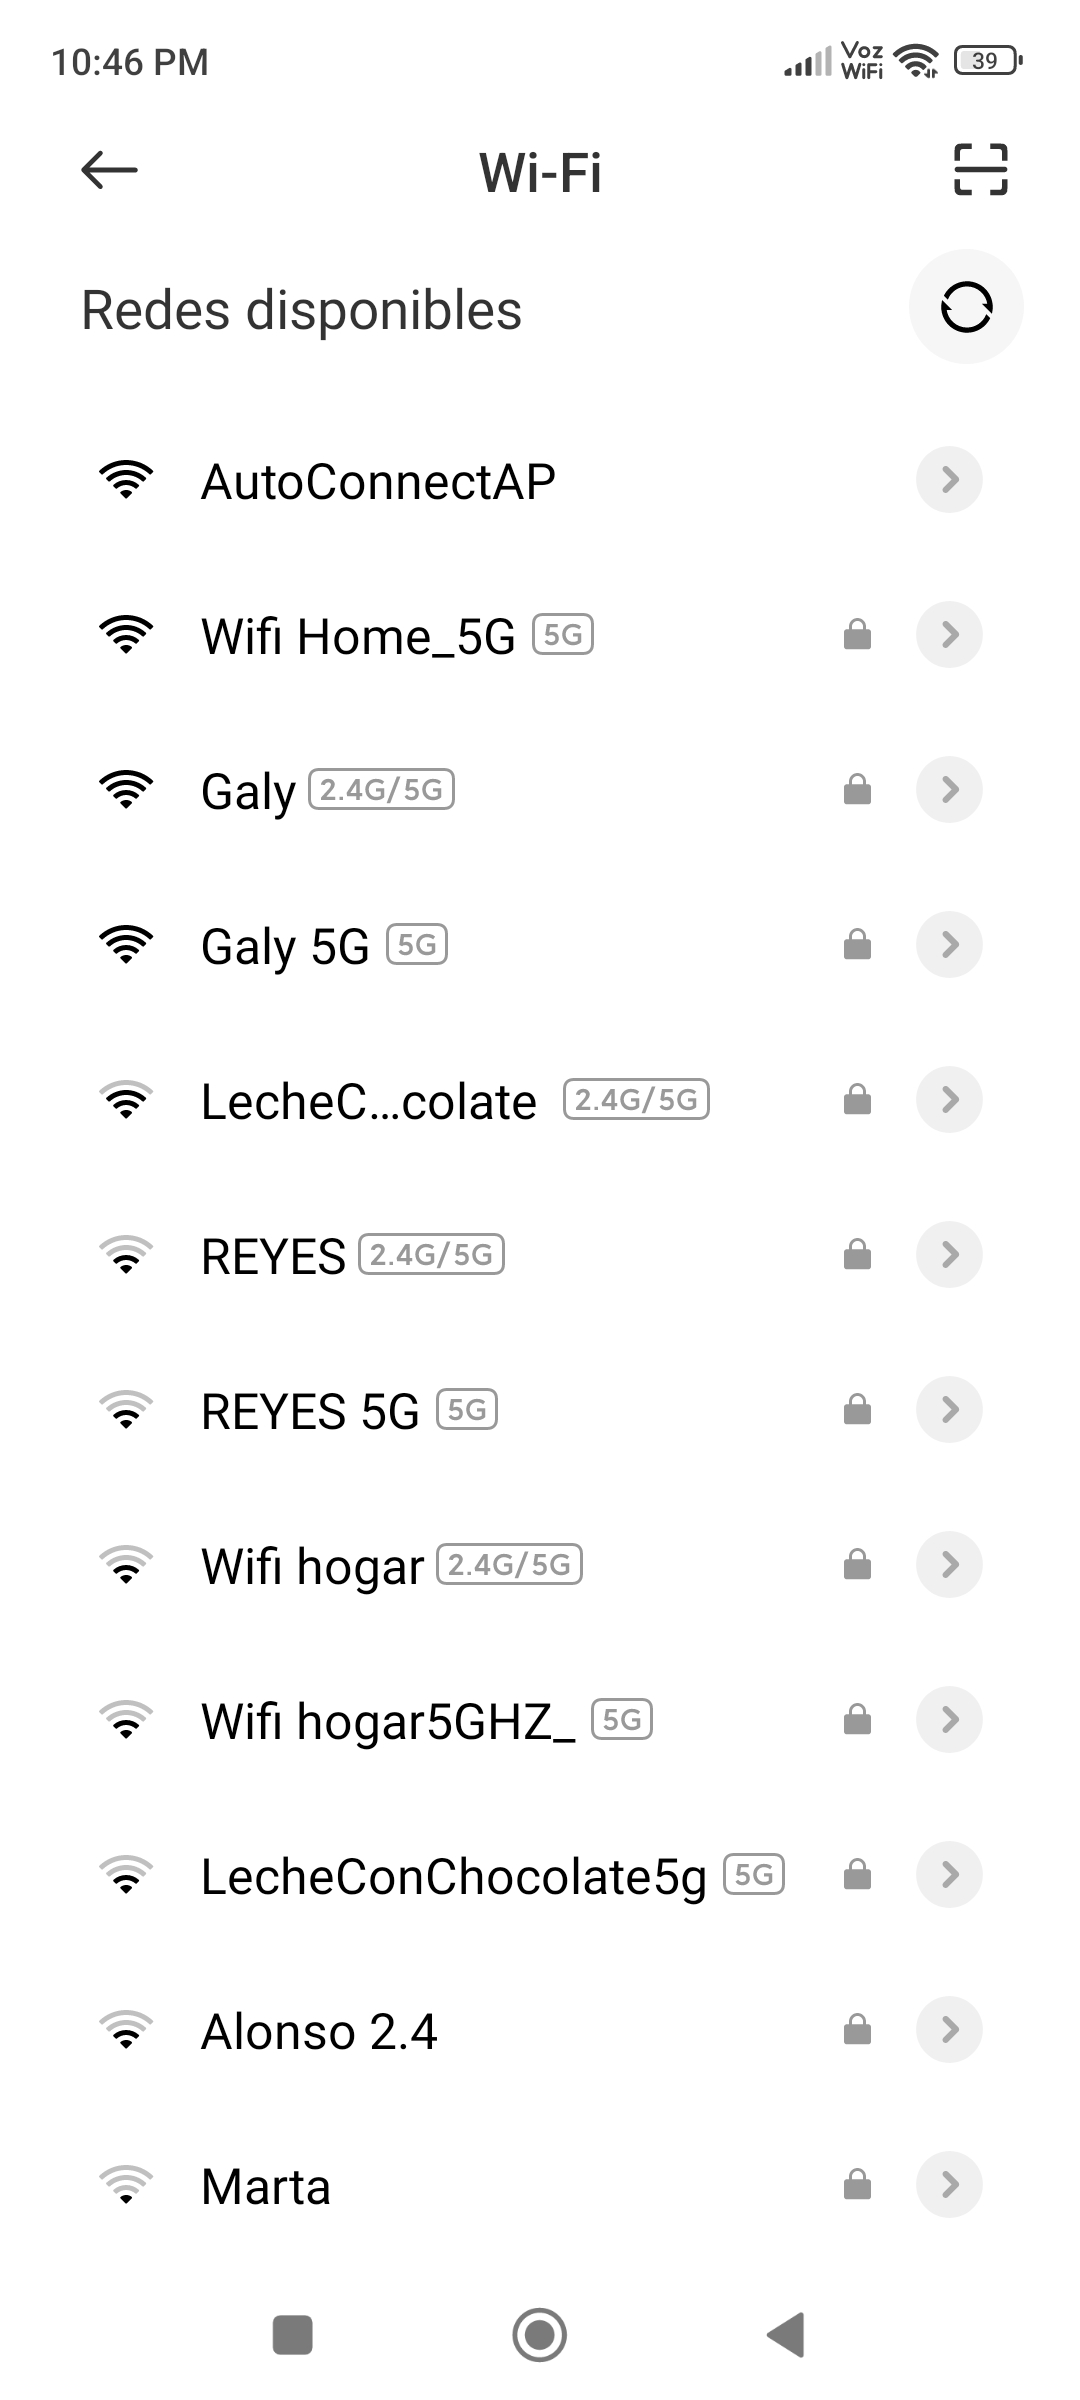 10:46 PM Voz WiFi 39
Wi-Fi
Redes disponibles
AutoConnectAP
Wifi Home_5G 5G
Galy 2.4G/5G
Galy 5G 5G
LecheC...colate 2.4G/5G
REYES 2.4G/5G
REYES 5G 5G
Wifi hogar 2.4G/5G
Wifi hogar5GHZ_ 5G
LecheConChocolate5g 5G
Alonso 2.4
Marta